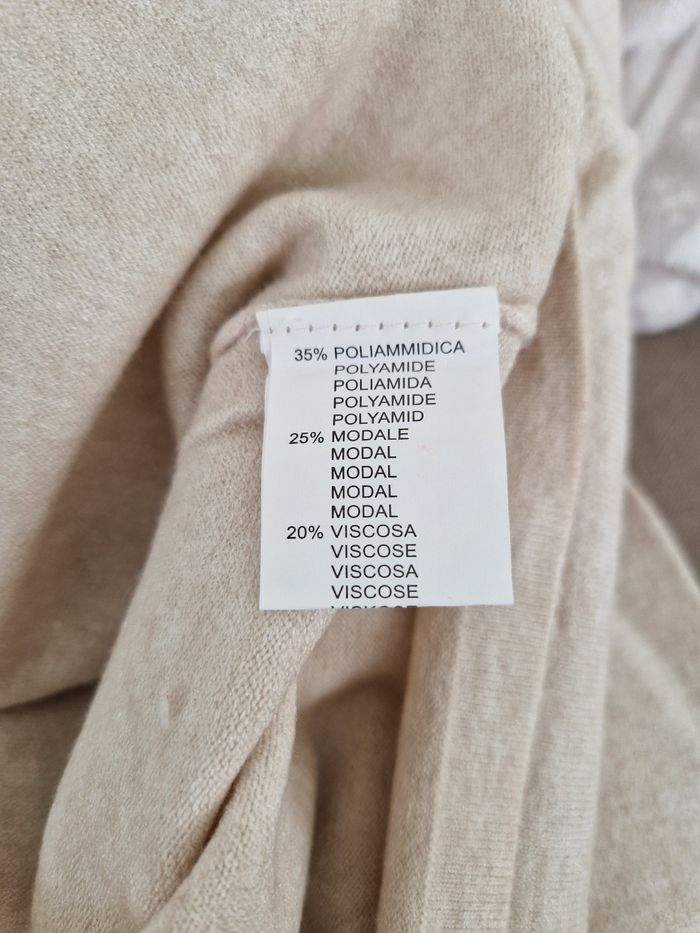 35% POLIAMMIDICA
POLYAMIDE
POLIAMIDA
POLYAMIDE
POLYAMID
25% MODALE
MODAL
MODAL
MODAL
MODAL
20% VISCOSA
VISCOSE
VISCOSA
VISCOSE